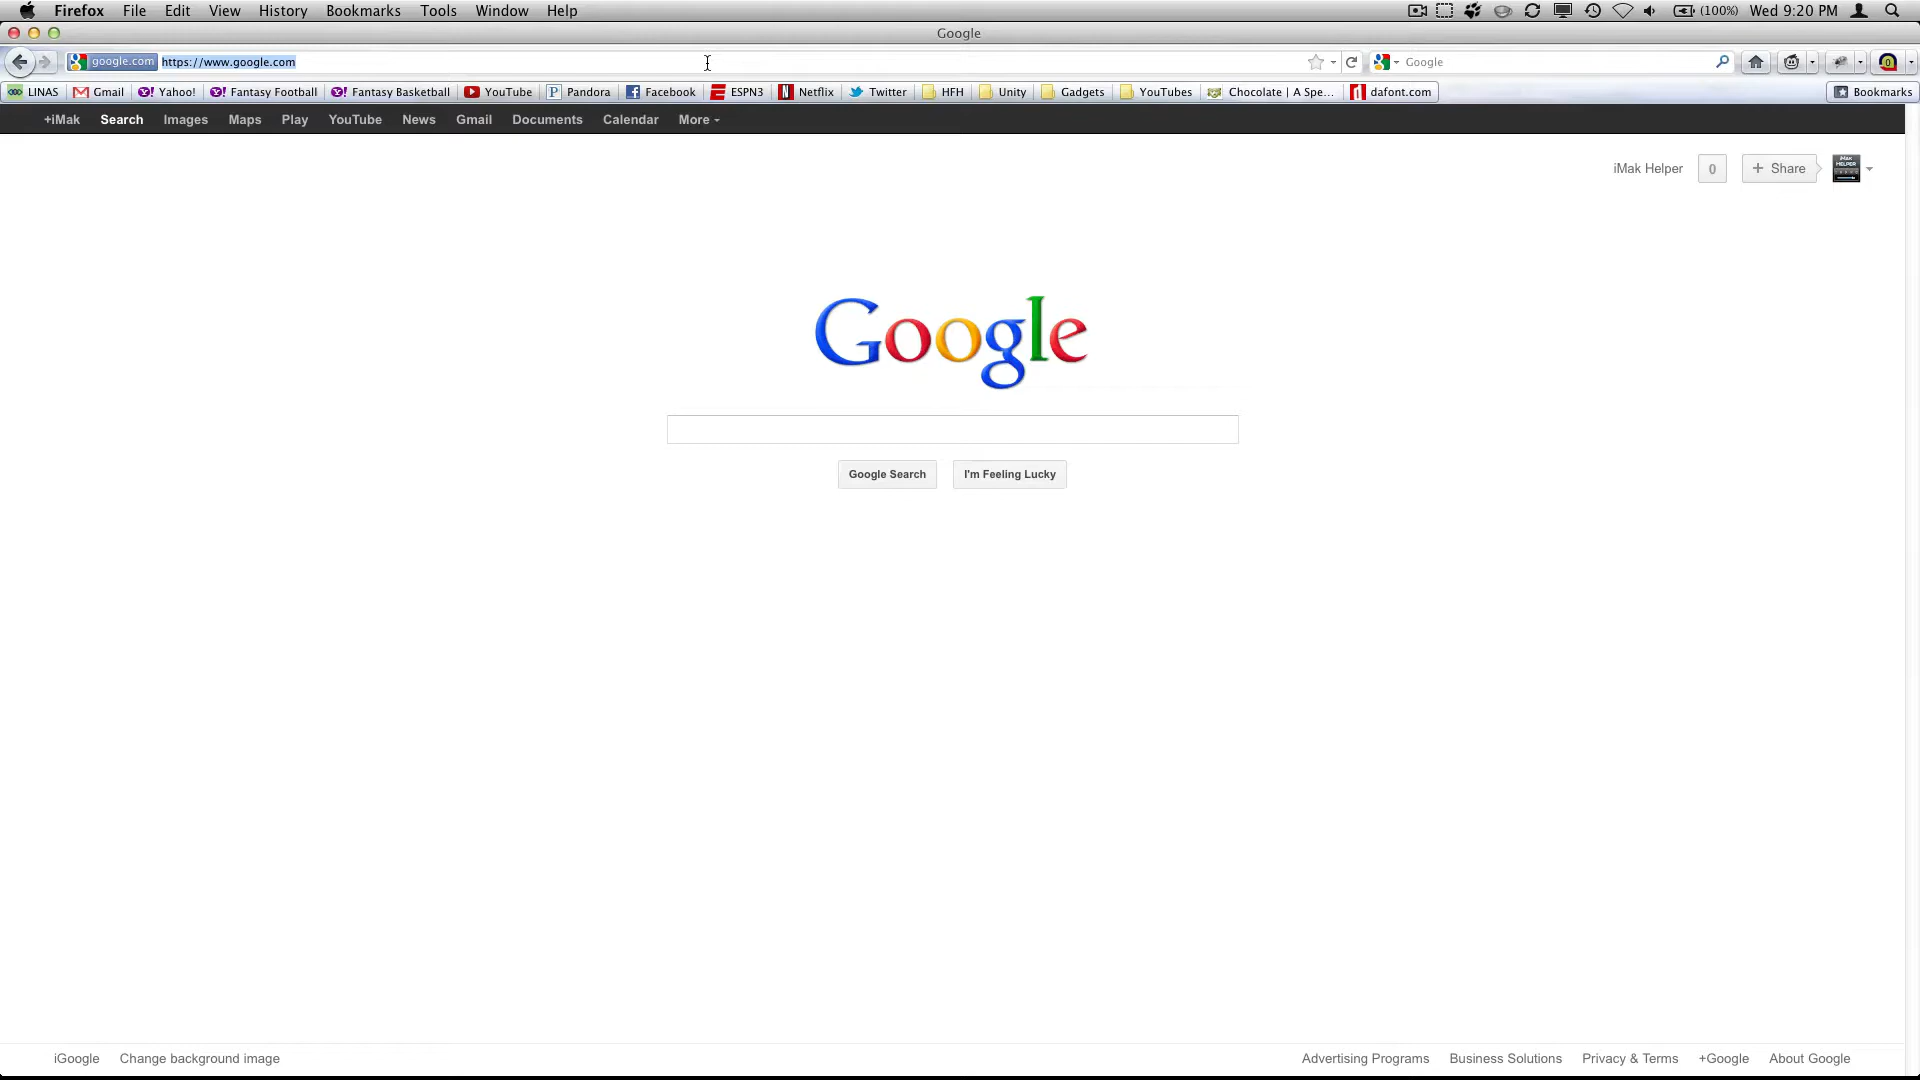 Firefox File Edit View History Bookmarks Tools Window Help (100%) Wed 9:20 PM
Google
google.com https://www.google.com Google
LINAS Gmail Yahoo! Fantasy Football Fantasy Basketball YouTube Pandora Facebook ESPN3 Netflix Twitter HFH Unity Gadgets YouTubes Chocolate | A Spe... dafont.com Bookmarks
+iMak Search Images Maps Play YouTube News Gmail Documents Calendar More
iMak Helper 0 + Share
Google
Google Search I'm Feeling Lucky
iGoogle Change background image Advertising Programs Business Solutions Privacy & Terms +Google About Google